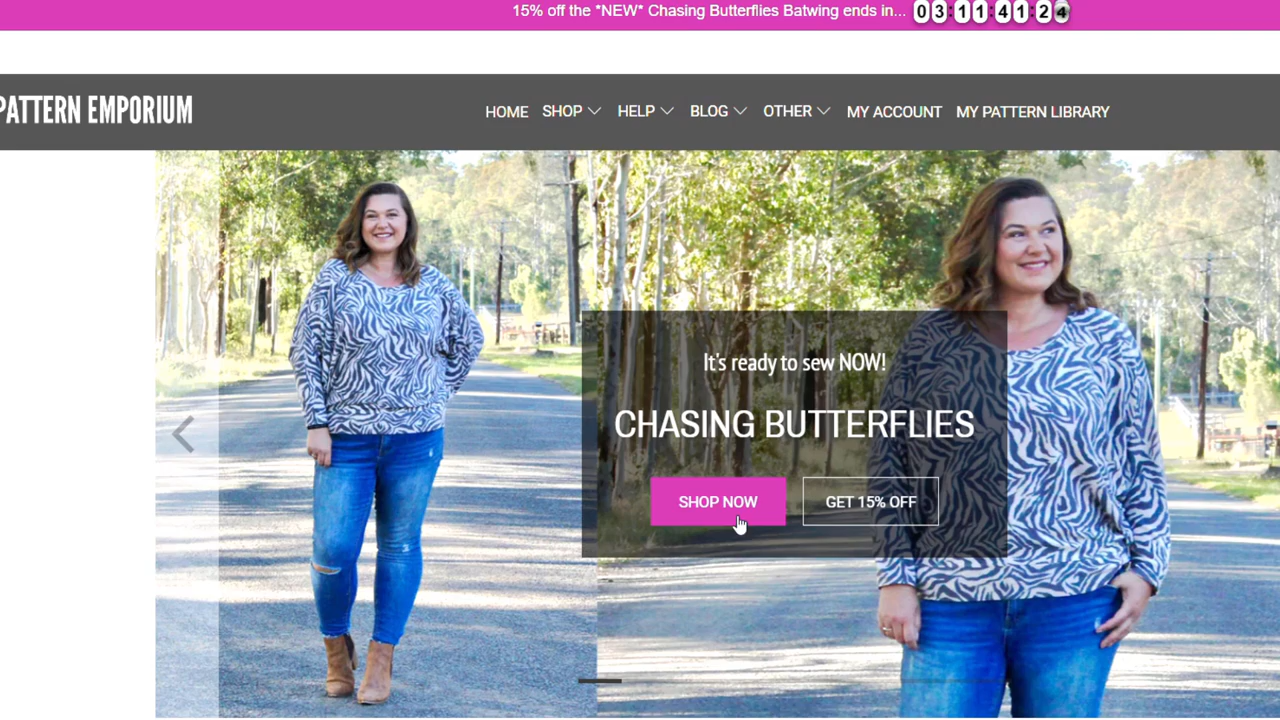 15% off the *NEW* Chasing Butterflies Batwing ends in... 03:11:41:24
PATTERN EMPORIUM
HOME SHOP HELP BLOG OTHER MY ACCOUNT MY PATTERN LIBRARY
It's ready to sew NOW!
CHASING BUTTERFLIES
SHOP NOW GET 15% OFF